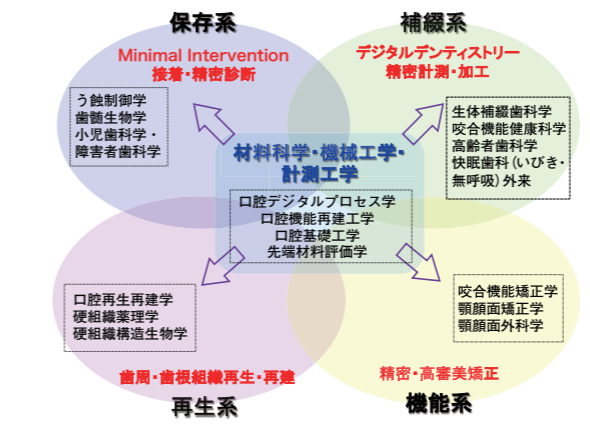 保存系
Minimal Intervention
接着・精密診断
う蝕制御学
歯髄生物学
小児歯科学・
障害者歯科学
補綴系
デジタルデンティストリー
精密計測・加工
生体補綴歯科学
咬合機能健康科学
高齢者歯科学
快眠歯科(いびき・
無呼吸)外来
材料科学・機械工学・
計測工学
口腔デジタルプロセス学
口腔機能再建工学
口腔基礎工学
先端材料評価学
口腔再生再建学
硬組織薬理学
硬組織構造生物学
歯周・歯根組織再生・再建
再生系
咬合機能矯正学
顎顔面矯正学
顎顔面外科学
精密・高審美矯正
機能系